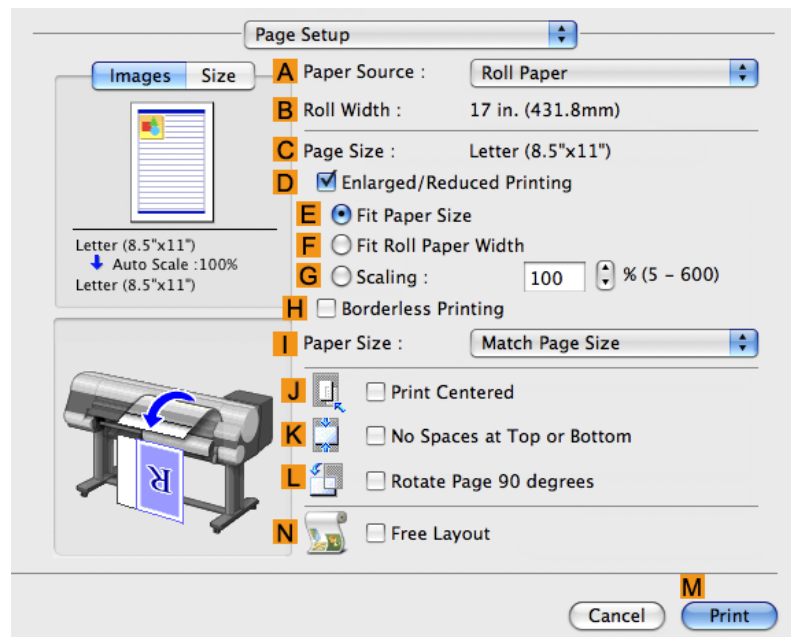 Page Setup
Images Size
A Paper Source : Roll Paper
B Roll Width : 17 in. (431.8mm)
C Page Size : Letter (8.5"x11")
D Enlarged/Reduced Printing
E Fit Paper Size
F Fit Roll Paper Width
G Scaling : 100 % (5 - 600)
Letter (8.5"x11")
Auto Scale :100%
Letter (8.5"x11")
H Borderless Printing
I Paper Size : Match Page Size
J Print Centered
K No Spaces at Top or Bottom
L Rotate Page 90 degrees
R
N Free Layout
M
Cancel Print